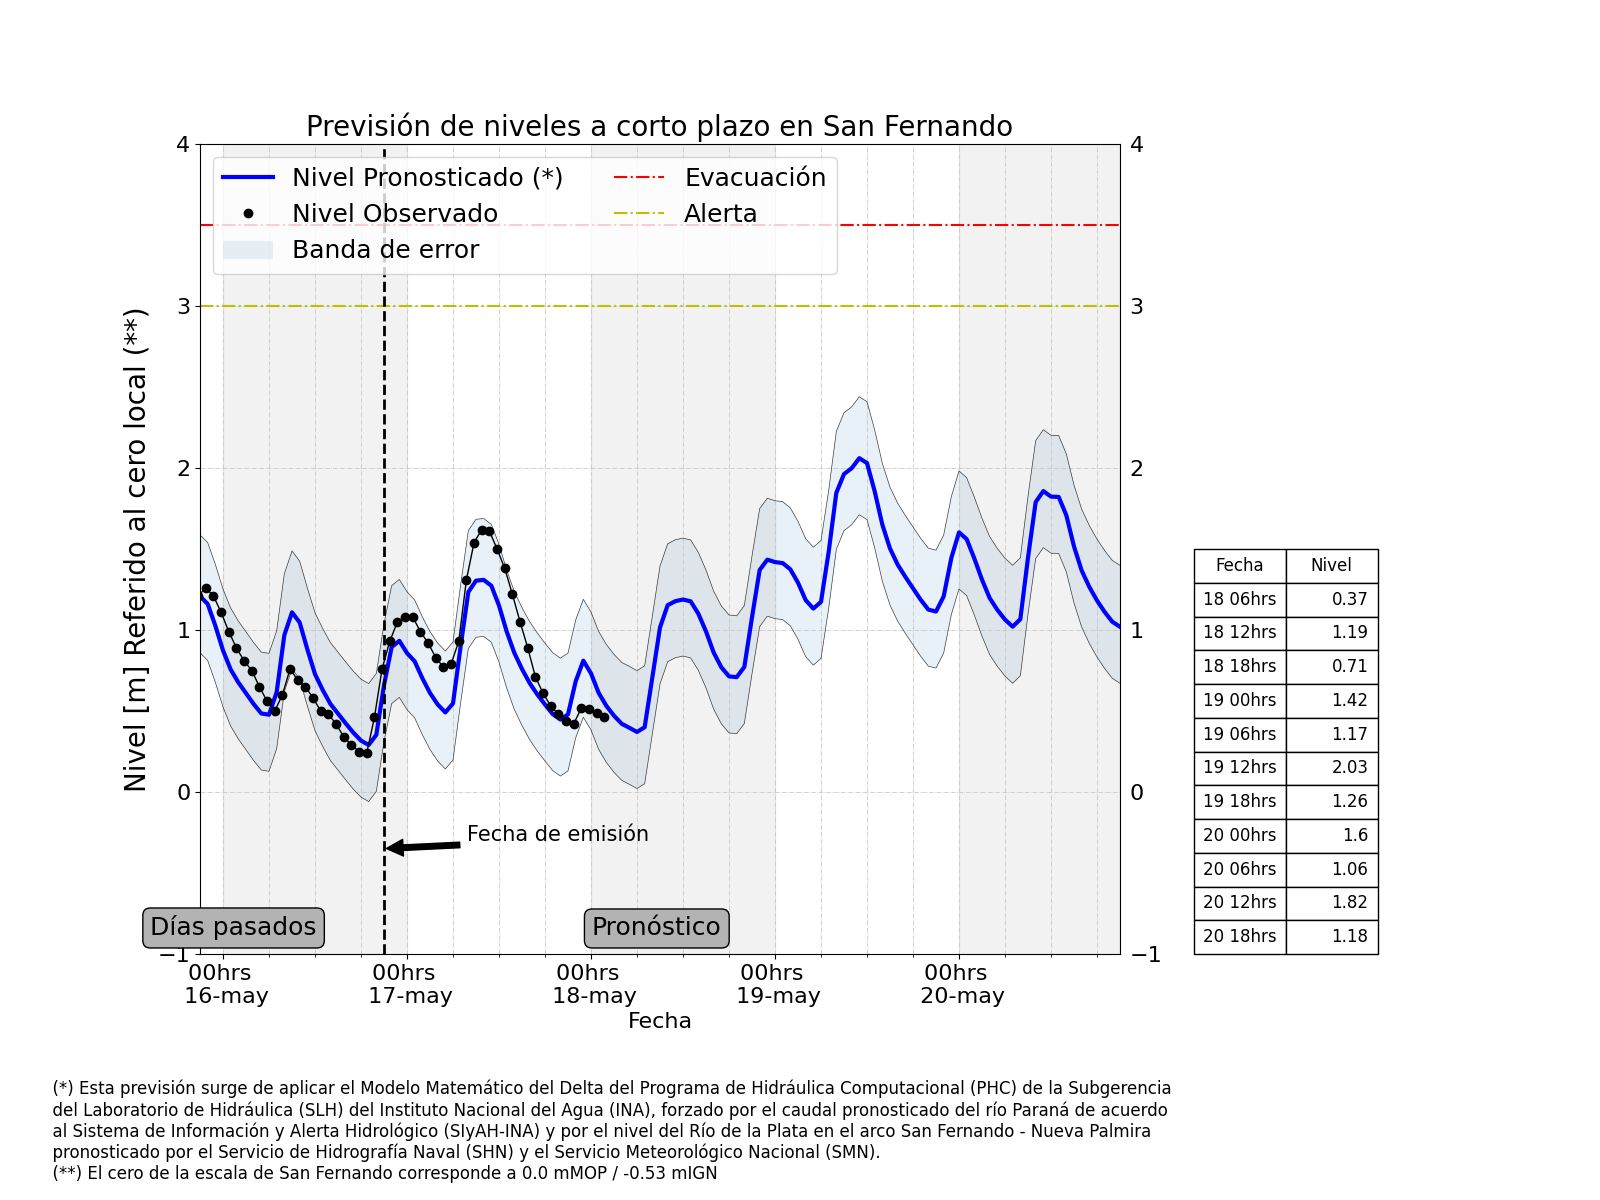 Previsión de niveles a corto plazo en San Fernando
Nivel Pronosticado (*)
Nivel Observado
Banda de error
Evacuación
Alerta
Nivel [m] Referido al cero local (**)
4
3
2
1
0
−1
4
3
2
1
0
−1
Fecha de emisión
Días pasados
Pronóstico
00hrs
16-may
00hrs
17-may
00hrs
18-may
00hrs
19-may
00hrs
20-may
Fecha
Fecha Nivel
18 06hrs 0.37
18 12hrs 1.19
18 18hrs 0.71
19 00hrs 1.42
19 06hrs 1.17
19 12hrs 2.03
19 18hrs 1.26
20 00hrs 1.6
20 06hrs 1.06
20 12hrs 1.82
20 18hrs 1.18
(*) Esta previsión surge de aplicar el Modelo Matemático del Delta del Programa de Hidráulica Computacional (PHC) de la Subgerencia
del Laboratorio de Hidráulica (SLH) del Instituto Nacional del Agua (INA), forzado por el caudal pronosticado del río Paraná de acuerdo
al Sistema de Información y Alerta Hidrológico (SIyAH-INA) y por el nivel del Río de la Plata en el arco San Fernando - Nueva Palmira
pronosticado por el Servicio de Hidrografía Naval (SHN) y el Servicio Meteorológico Nacional (SMN).
(**) El cero de la escala de San Fernando corresponde a 0.0 mMOP / -0.53 mIGN